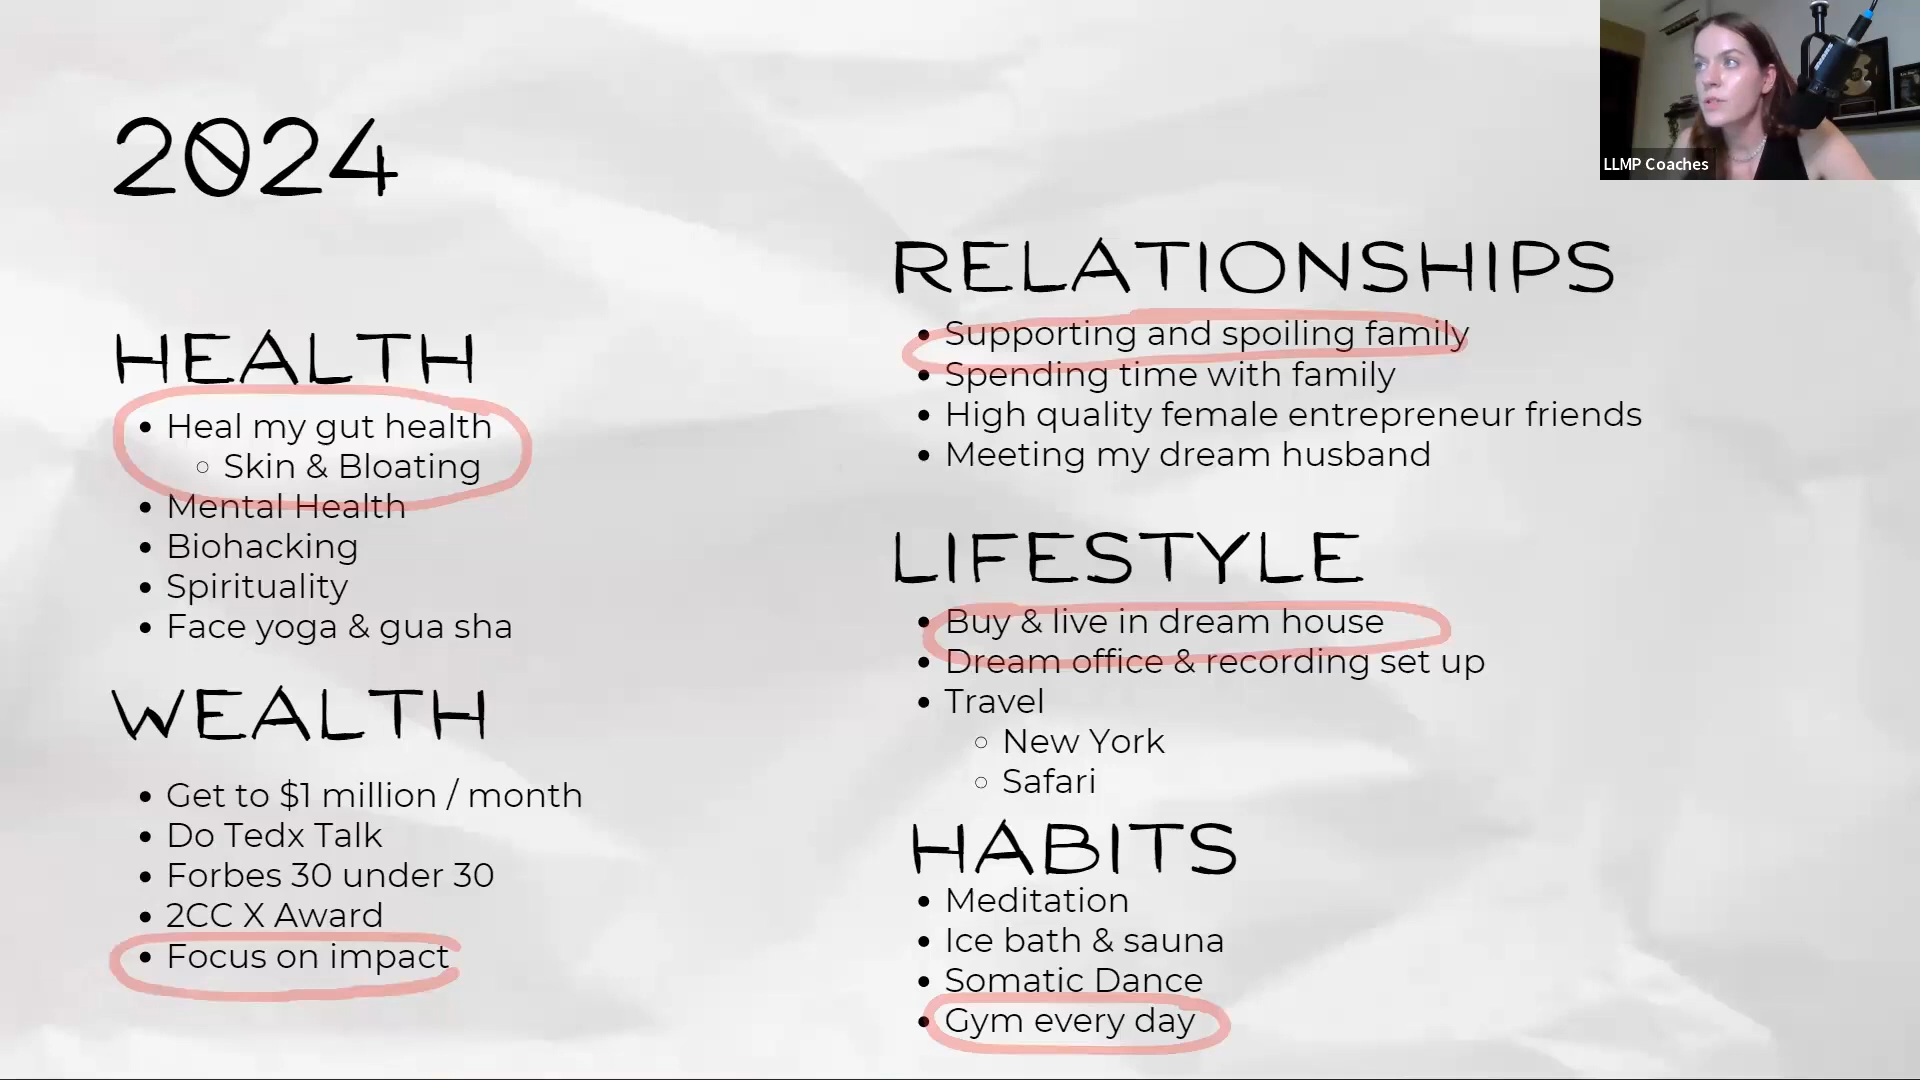 2024
HEALTH
Heal my gut health
Skin & Bloating
Mental Health
Biohacking
Spirituality
Face yoga & gua sha
WEALTH
Get to $1 million / month
Do Tedx Talk
Forbes 30 under 30
2CC X Award
Focus on impact
RELATIONSHIPS
Supporting and spoiling family
Spending time with family
High quality female entrepreneur friends
Meeting my dream husband
LIFESTYLE
Buy & live in dream house
Dream office & recording set up
Travel
New York
Safari
HABITS
Meditation
Ice bath & sauna
Somatic Dance
Gym every day
LLMP Coaches